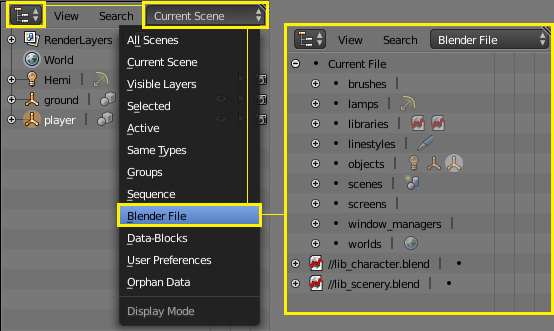 View Search Current Scene
RenderLayers
World
Hemi
ground
player
All Scenes
Current Scene
Visible Layers
Selected
Active
Same Types
Groups
Sequence
Blender File
Data-Blocks
User Preferences
Orphan Data
Display Mode
View Search Blender File
Current File
brushes
lamps
libraries
linestyles
objects
scenes
screens
window_managers
worlds
//lib_character.blend
//lib_scenery.blend